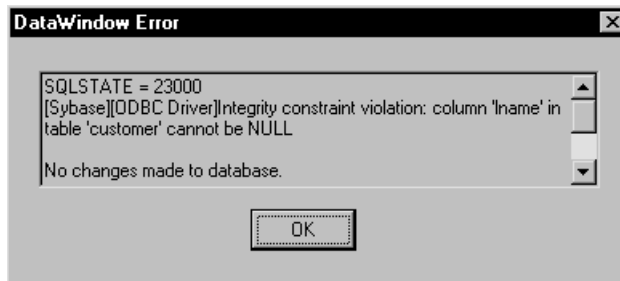 DataWindow Error
SQLSTATE = 23000
[Sybase][ODBC Driver]Integrity constraint violation: column 'lname' in
table 'customer' cannot be NULL
No changes made to database.
OK